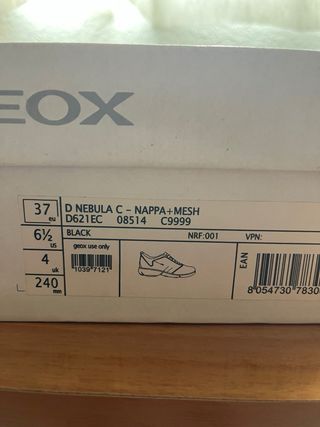 GEOX
37 eu D NEBULA C - NAPPA+MESH
D621EC 08514 C9999
6½ us BLACK NRF:001 VPN:
geox use only
4 uk
1039 7121
EAN
240 mm
8 054730 7830